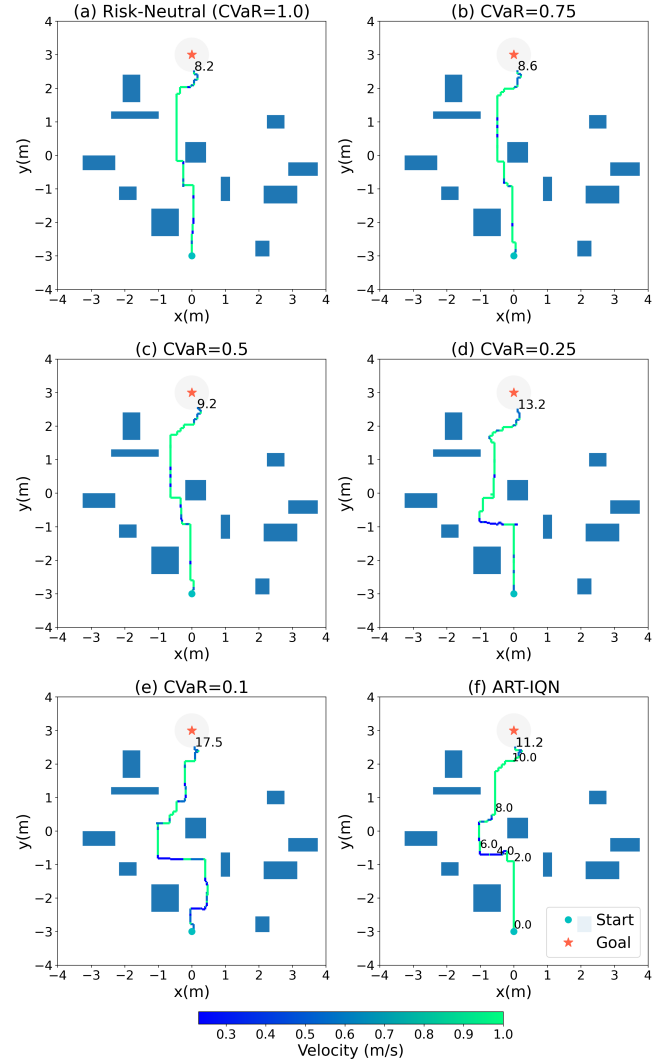 (a) Risk-Neutral (CVaR=1.0)
(b) CVaR=0.75
4
3
2
1
0
−1
−2
−3
−4
y(m)
8.2
−4 −3 −2 −1 0 1 2 3 4
x(m)
4
3
2
1
0
−1
−2
−3
−4
y(m)
8.6
−4 −3 −2 −1 0 1 2 3 4
x(m)
(c) CVaR=0.5
(d) CVaR=0.25
4
3
2
1
0
−1
−2
−3
−4
y(m)
9.2
−4 −3 −2 −1 0 1 2 3 4
x(m)
4
3
2
1
0
−1
−2
−3
−4
y(m)
13.2
−4 −3 −2 −1 0 1 2 3 4
x(m)
(e) CVaR=0.1
(f) ART-IQN
4
3
2
1
0
−1
−2
−3
−4
y(m)
17.5
−4 −3 −2 −1 0 1 2 3 4
x(m)
4
3
2
1
0
−1
−2
−3
−4
y(m)
11.2
10.0
8.0
6.0
4.0
2.0
0.0
Start
Goal
−4 −3 −2 −1 0 1 2 3 4
x(m)
0.3 0.4 0.5 0.6 0.7 0.8 0.9 1.0
Velocity (m/s)